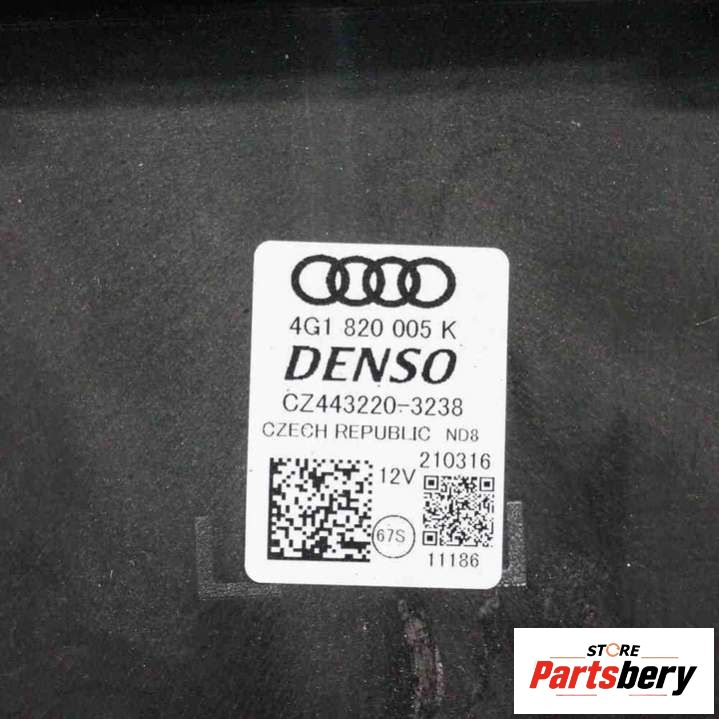 4G1 820 005 K
DENSO
CZ443220-3238
CZECH REPUBLIC ND8
210316
12V
67S
11186
STORE
Partsbery